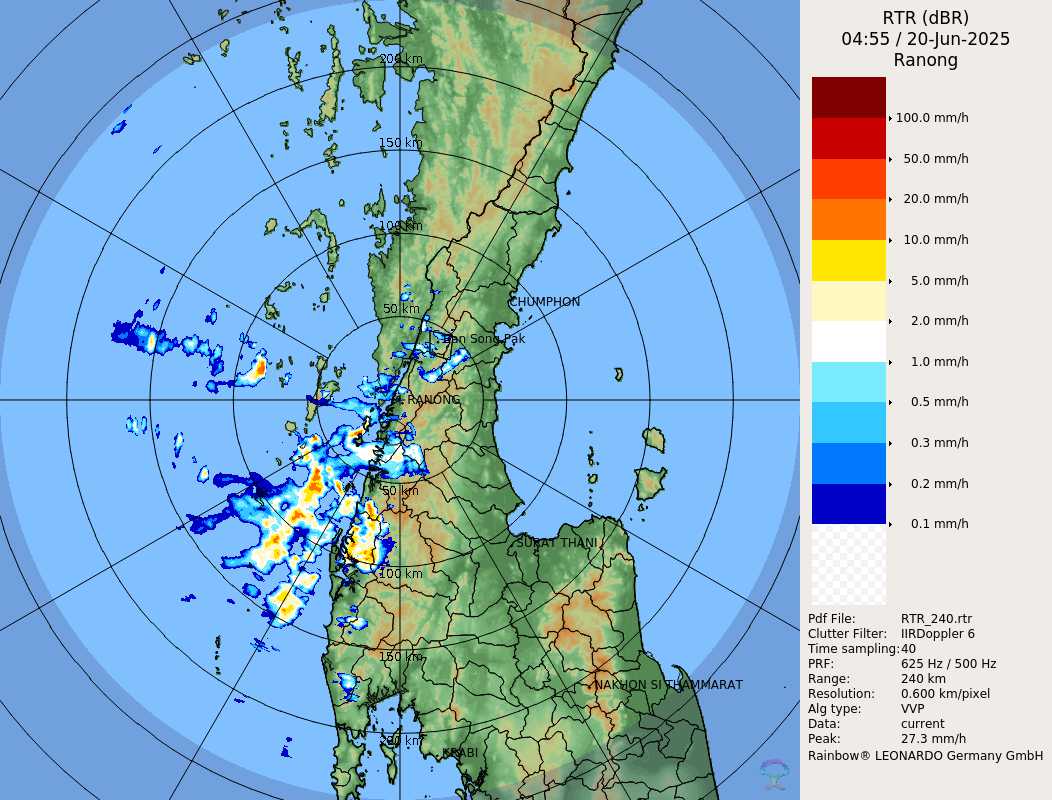 RTR (dBR)
04:55 / 20-Jun-2025
Ranong
100.0 mm/h
50.0 mm/h
20.0 mm/h
10.0 mm/h
5.0 mm/h
2.0 mm/h
1.0 mm/h
0.5 mm/h
0.3 mm/h
0.2 mm/h
0.1 mm/h
Pdf File: RTR_240.rtr
Clutter Filter: IIRDoppler 6
Time sampling: 40
PRF: 625 Hz / 500 Hz
Range: 240 km
Resolution: 0.600 km/pixel
Alg type: VVP
Data: current
Peak: 27.3 mm/h
Rainbow® LEONARDO Germany GmbH
200 km
150 km
100 km
50 km
CHUMPHON
Ban Song Pak
RANONG
50 km
SURAT THANI
100 km
150 km
NAKHON SI THAMMARAT
200 km
KRABI